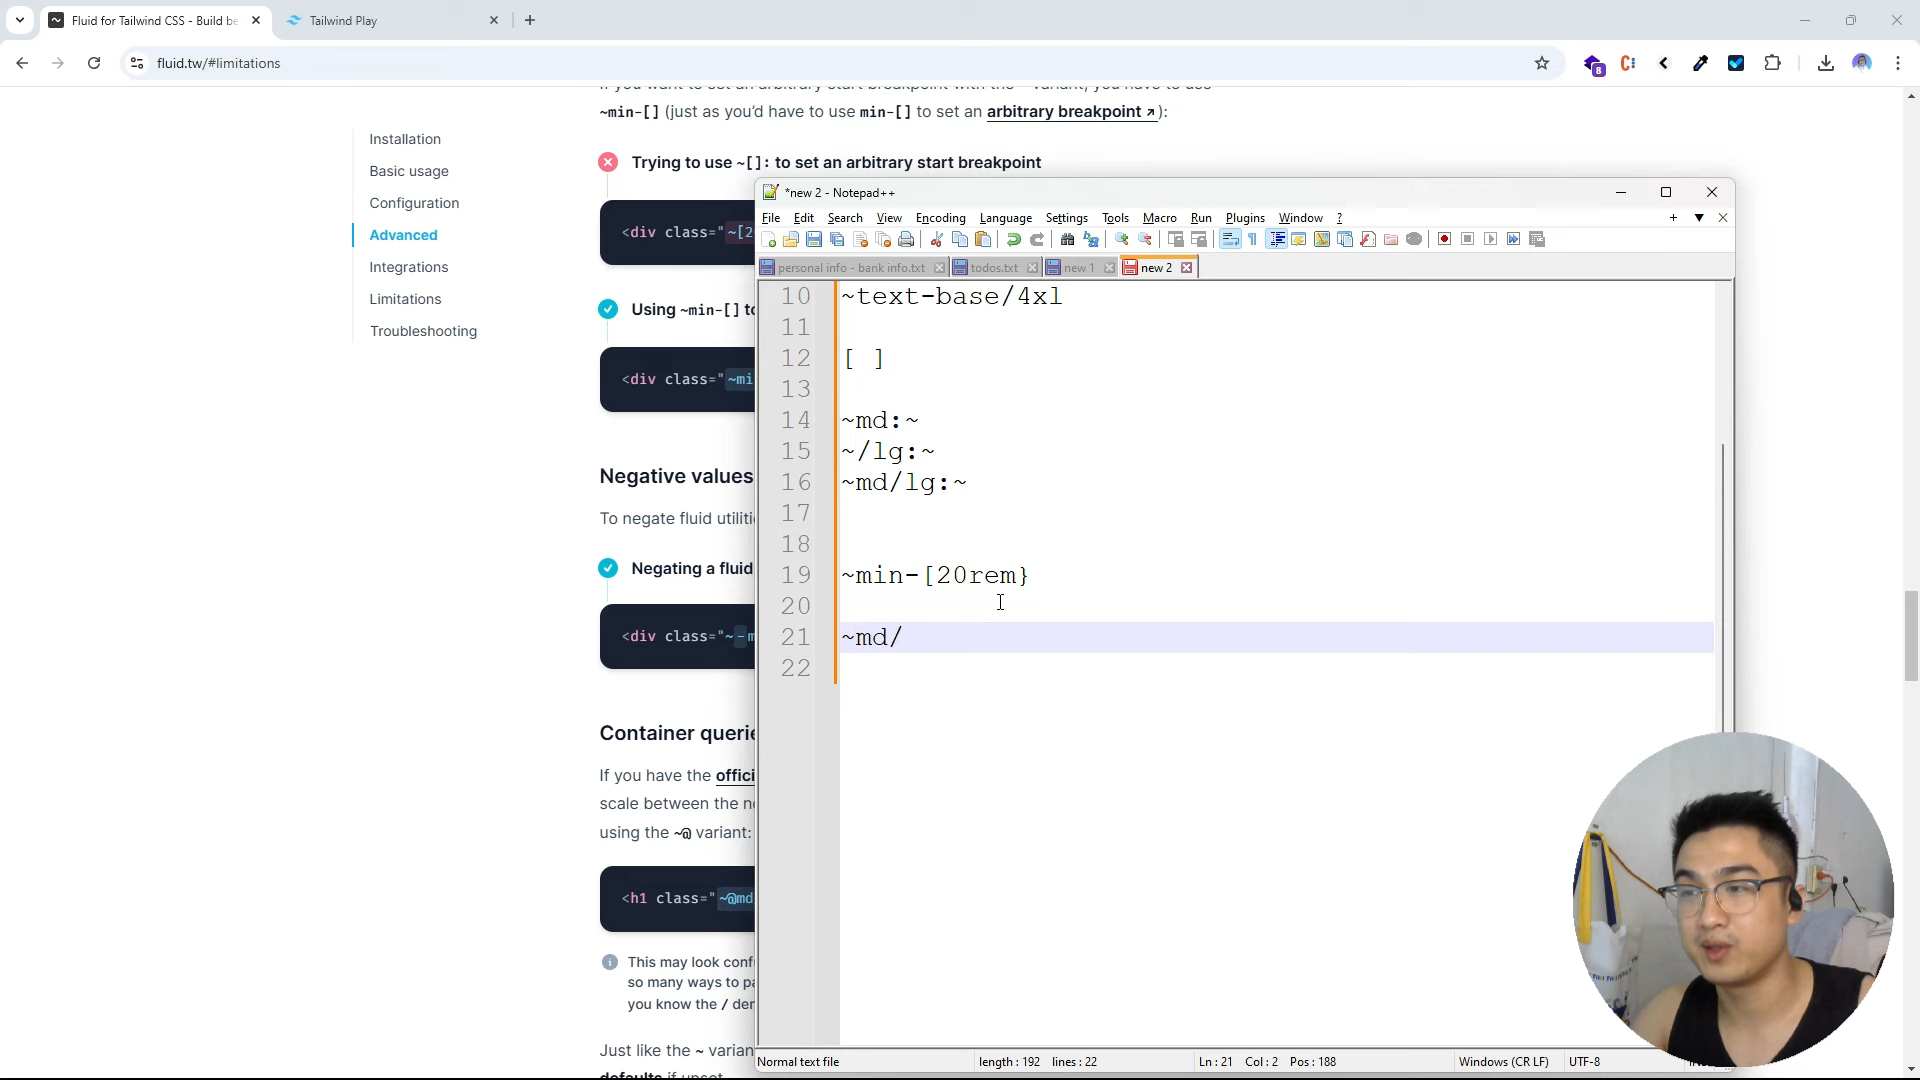 Fluid for Tailwind CSS - Build be
Tailwind Play
fluid.tw/#limitations
8
~min-[] (just as you'd have to use min-[] to set an arbitrary breakpoint ↗):
Installation
Basic usage
Configuration
Advanced
Integrations
Limitations
Troubleshooting
Trying to use ~[]: to set an arbitrary start breakpoint
<div class="~[2
Using ~min-[] to
<div class="~mi
Negative values
To negate fluid utiliti
Negating a fluid
<div class="~-m
Container querie
If you have the offici
scale between the ne
using the ~@ variant:
<h1 class="~@md
This may look conf
so many ways to pa
you know the / der
Just like the ~ varian
defaults if unset
*new 2 - Notepad++
File Edit Search View Encoding Language Settings Tools Macro Run Plugins Window ?
personal info - bank info.txt
todos.txt
new 1
new 2
10 ~text-base/4xl
11
12 [ ]
13
14 ~md:~
15 ~/lg:~
16 ~md/lg:~
17
18
19 ~min-[20rem}
20
21 ~md/
22
Normal text file
length : 192 lines : 22
Ln : 21 Col : 2 Pos : 188
Windows (CR LF)
UTF-8